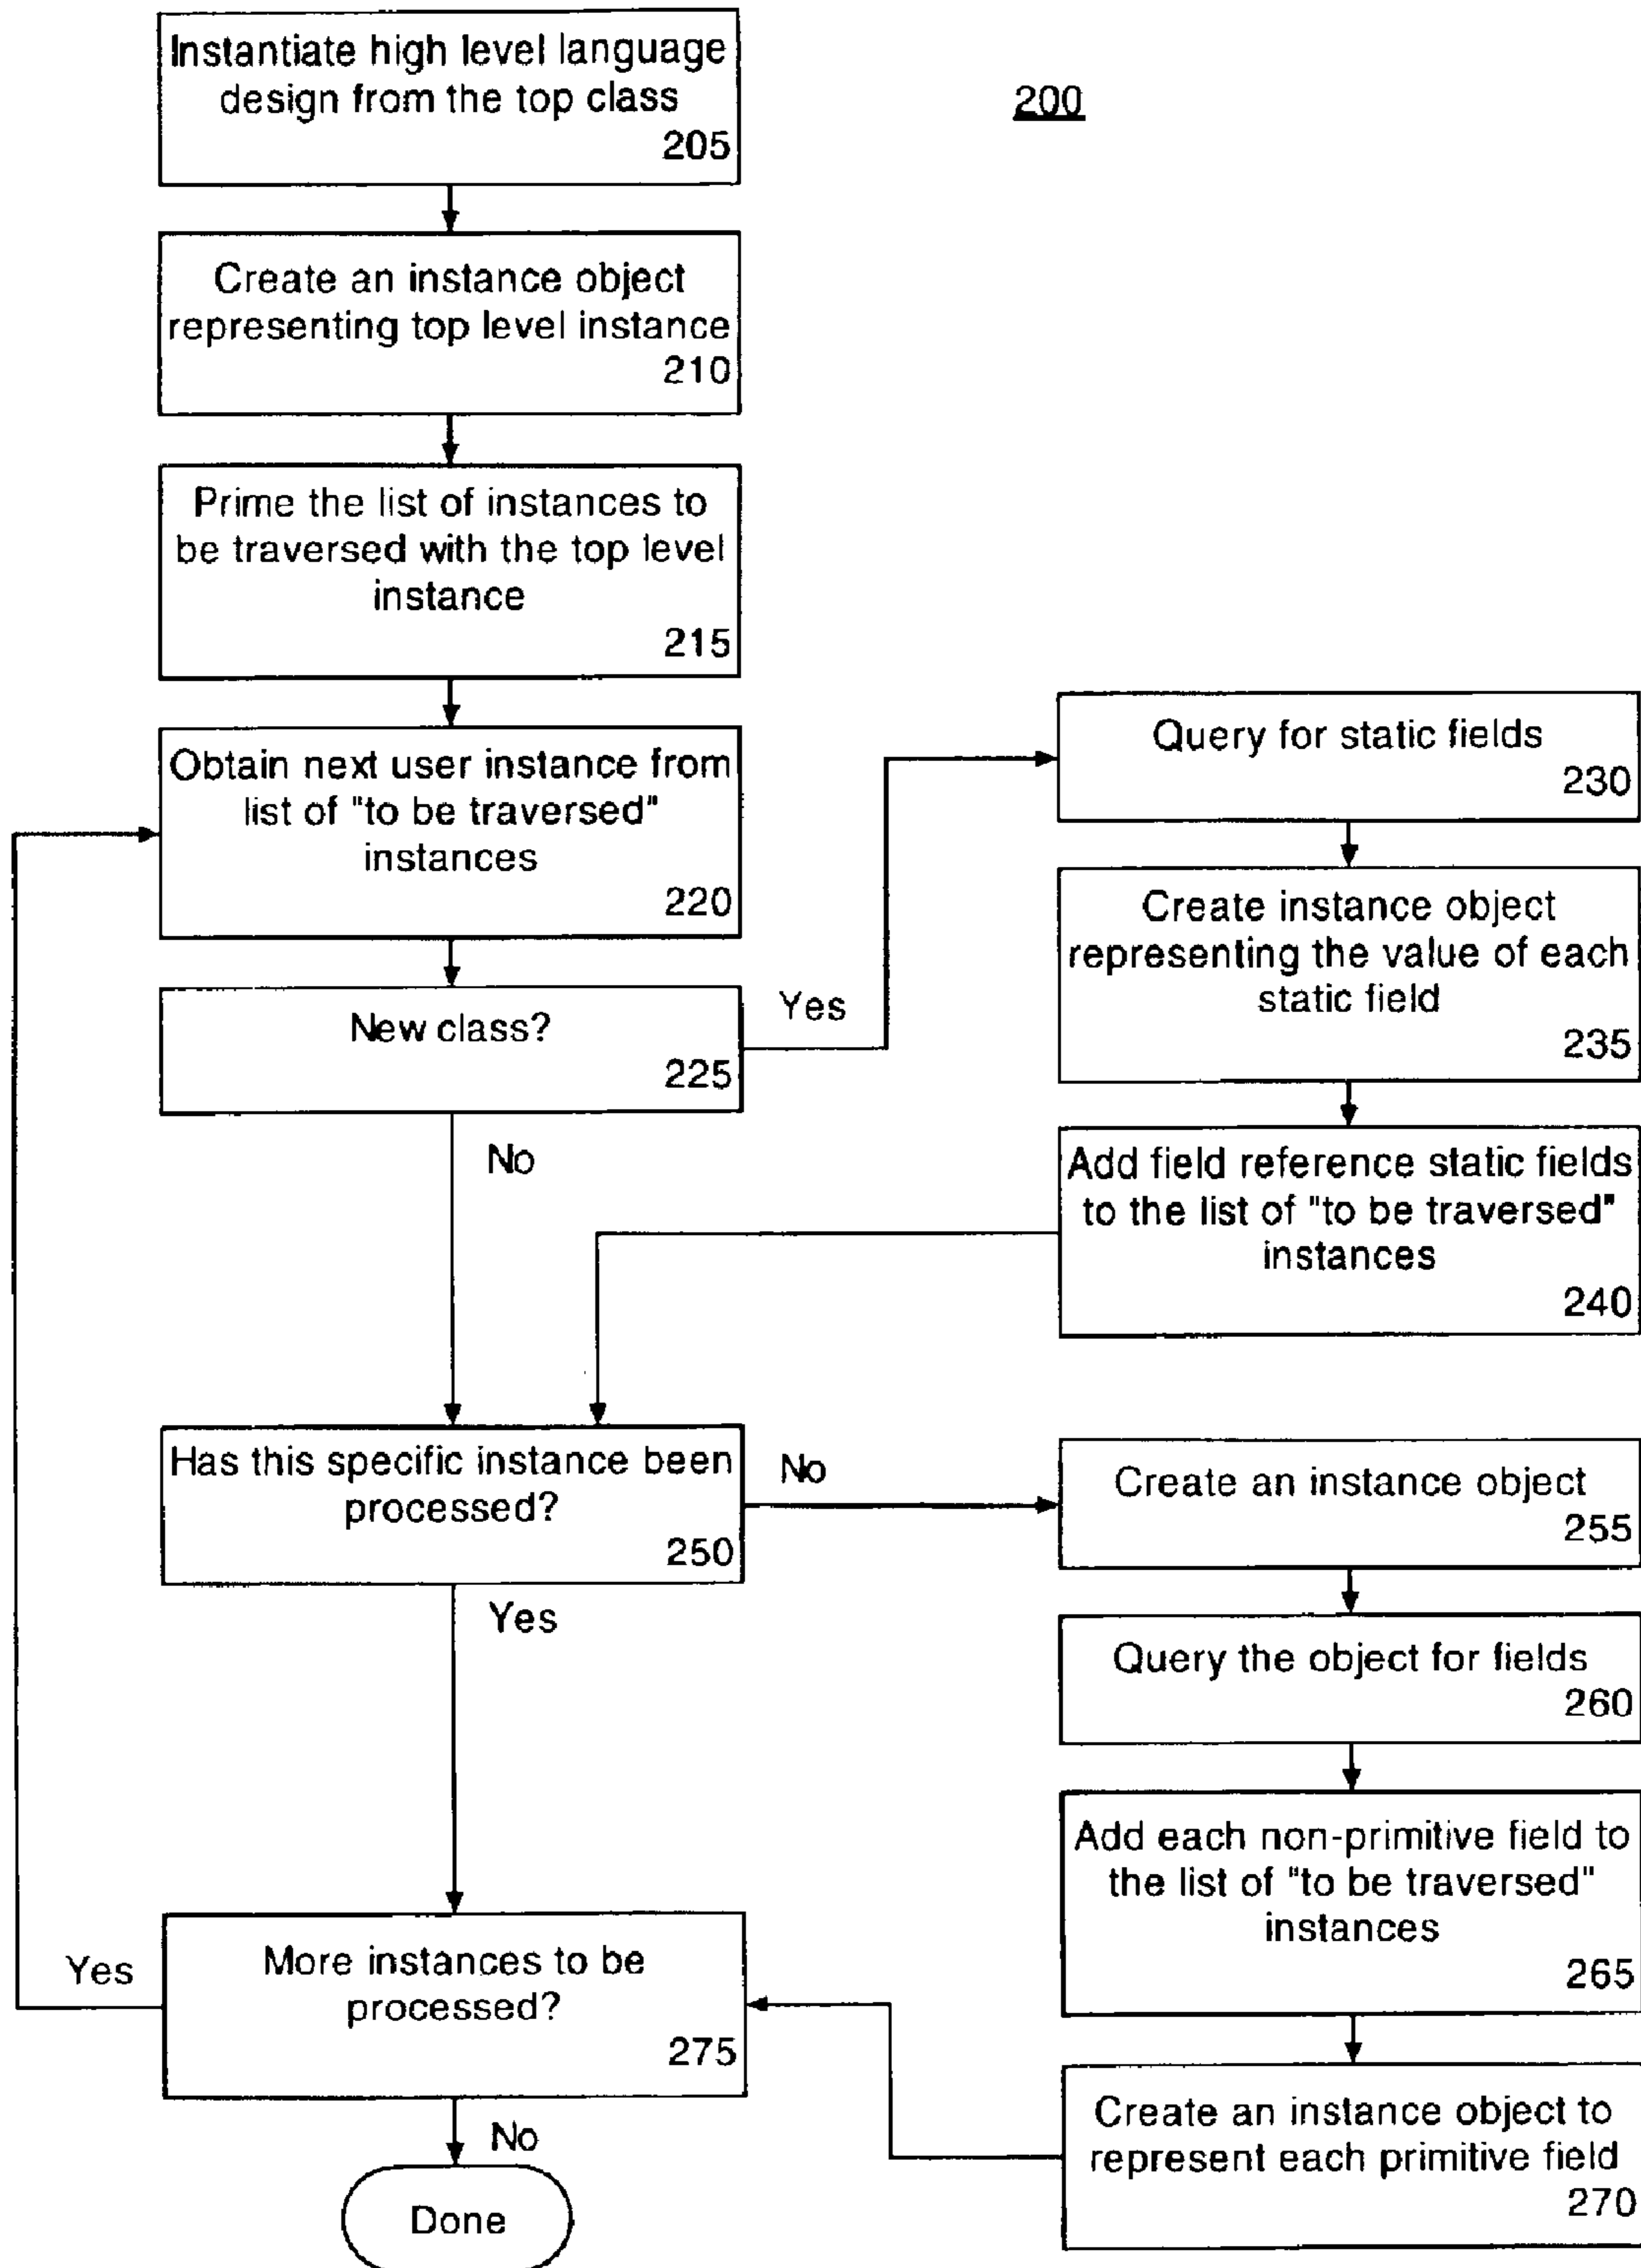 Instantiate high level language
design from the top class
205
200
Create an instance object
representing top level instance
210
Prime the list of instances to
be traversed with the top level
instance
215
Obtain next user instance from
list of "to be traversed"
instances
220
New class?
225
Yes
No
Query for static fields
230
Create instance object
representing the value of each
static field
235
Add field reference static fields
to the list of "to be traversed"
instances
240
Has this specific instance been
processed?
250
No
Yes
Create an instance object
255
Query the object for fields
260
Add each non-primitive field to
the list of "to be traversed"
instances
265
Create an instance object to
represent each primitive field
270
More instances to be
processed?
275
Yes
No
Done